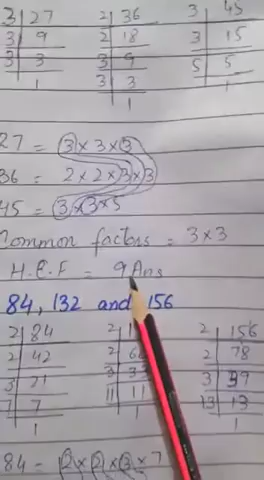 3 | 27 2 | 36 3 | 45
3 | 9 2 | 18 3 | 15
3 | 3 3 | 9 5 | 5
1 3 | 3 1
1
27 = 3 × 3 × 3
36 = 2 × 2 × 3 × 3
45 = 3 × 3 × 5
Common factors = 3 × 3
H.C.F = 9 Ans
84, 132 and 156
2 | 84 2 | 1 2 | 156
2 | 42 2 | 6 2 | 78
3 | 21 3 | 33 3 | 39
7 | 7 11 | 11 13 | 13
1 1 1
84 = 2 × 2 × 3 × 7